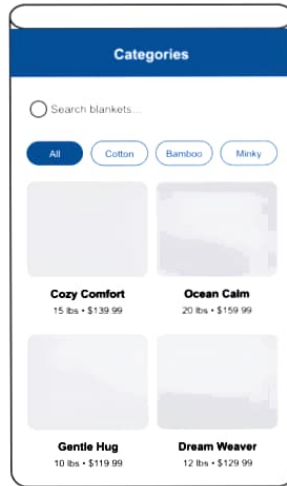 Categories
Search blankets...
All Cotton Bamboo Minky
Cozy Comfort Ocean Calm
15 lbs • $139.99 20 lbs • $159.99
Gentle Hug Dream Weaver
10 lbs • $119.99 12 lbs • $129.99